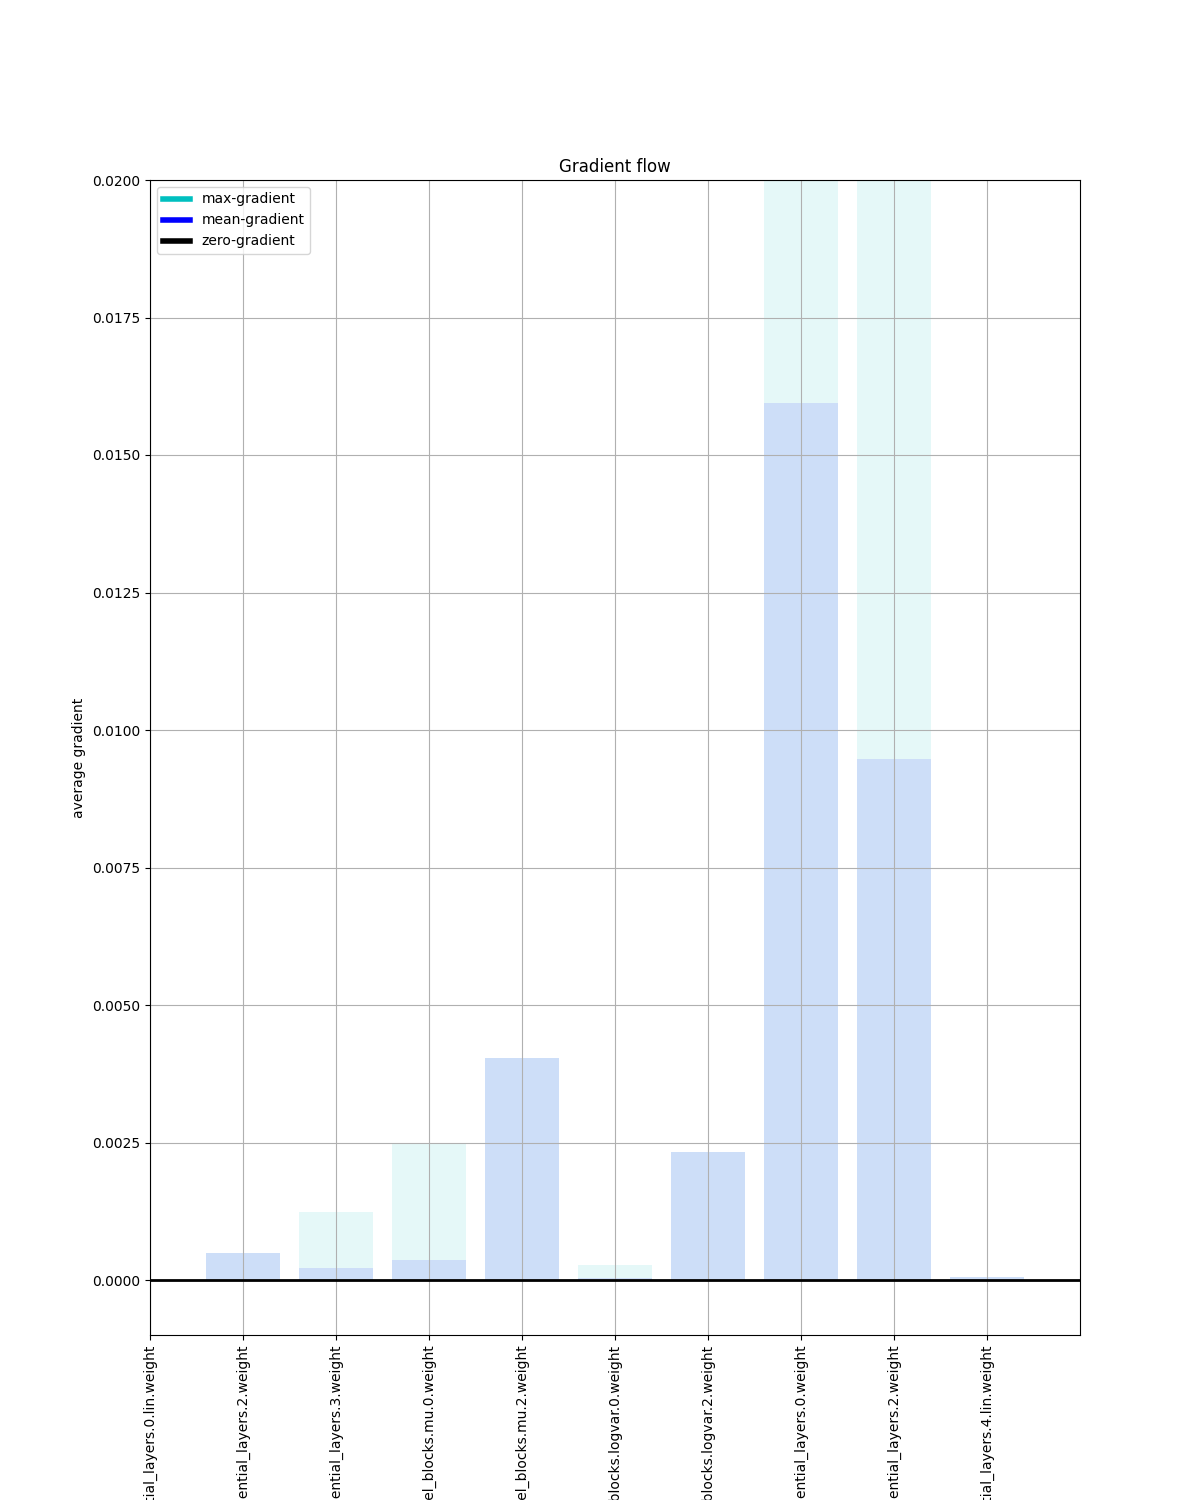 Gradient flow
max-gradient
mean-gradient
zero-gradient
0.0200
0.0175
0.0150
0.0125
0.0100
0.0075
0.0050
0.0025
0.0000
average gradient
tial_layers.0.lin.weight
ential_layers.2.weight
ential_layers.3.weight
el_blocks.mu.0.weight
el_blocks.mu.2.weight
blocks.logvar.0.weight
blocks.logvar.2.weight
ential_layers.0.weight
ential_layers.2.weight
tial_layers.4.lin.weight